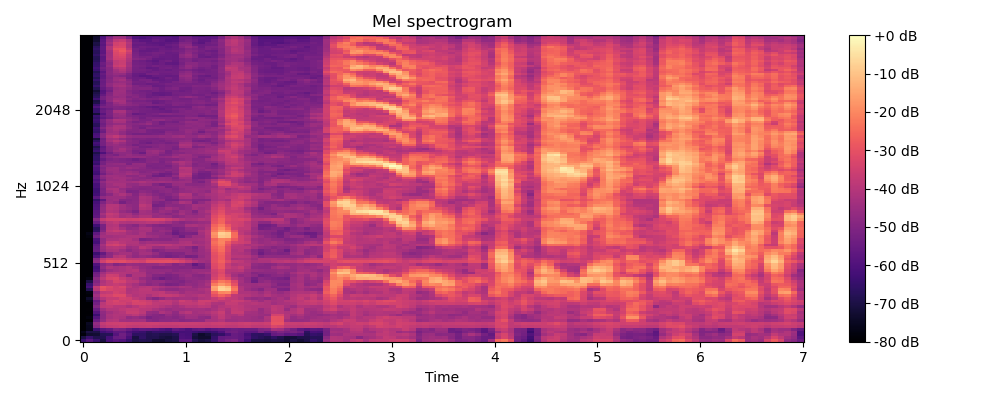 Mel spectrogram
+0 dB
-10 dB
-20 dB
-30 dB
-40 dB
-50 dB
-60 dB
-70 dB
-80 dB
2048
1024
512
0
Hz
0 1 2 3 4 5 6 7
Time